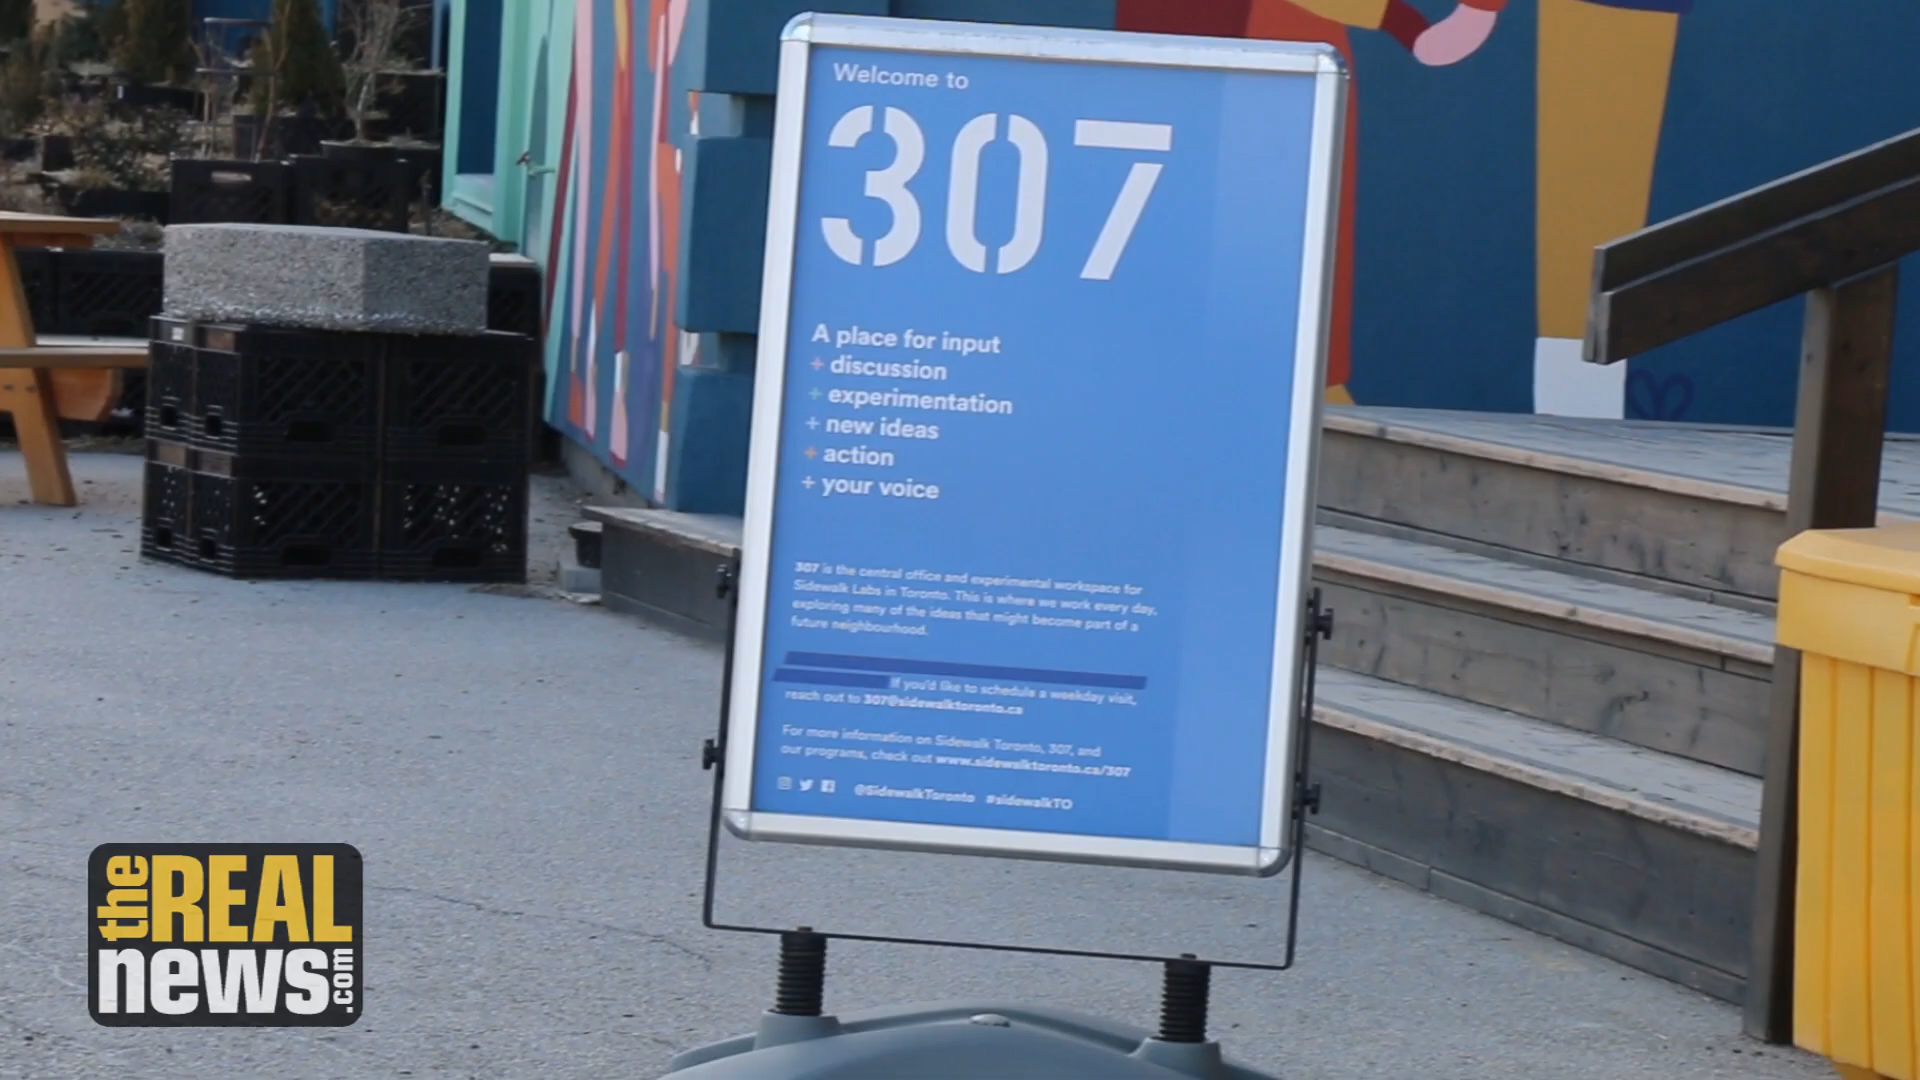 Welcome to
307
A place for input
+ discussion
+ experimentation
+ new ideas
+ action
+ your voice
307 is the central office and experimental workspace for
Sidewalk Labs in Toronto. This is where we work every day,
exploring many of the ideas that might become part of a
future neighbourhood.
If you'd like to schedule a weekday visit,
reach out to 307@sidewalktoronto.ca
For more information on Sidewalk Toronto, 307, and
our programs, check out www.sidewalktoronto.ca/307
@SidewalkToronto #sidewalkTO
the REAL
news.com